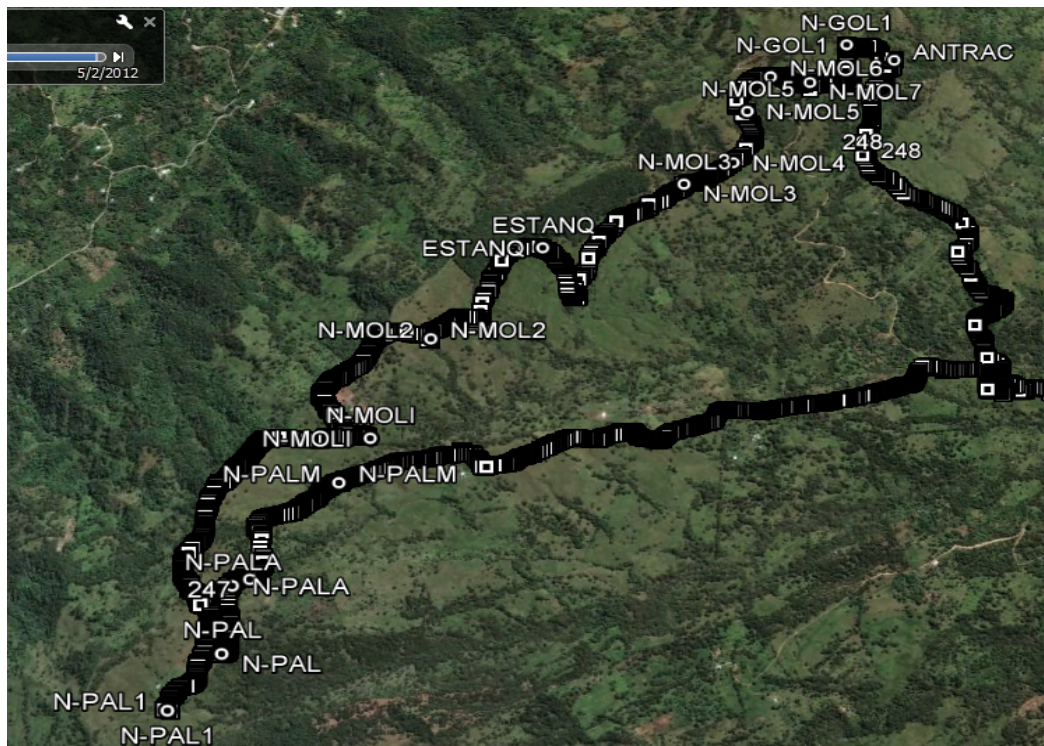 N-GOL1
N-GOL1
ANTRAC
5/2/2012
N-MOL6
N-MOL5
N-MOL7
N-MOL5
248
248
N-MOL3
N-MOL4
N-MOL3
ESTANQ
ESTANQ
N-MOL2
N-MOL2
N-MOLI
N-MOLI
N-PALM
N-PALM
N-PALA
N-PALA
247
N-PAL
N-PAL
N-PAL1
N-PAL1